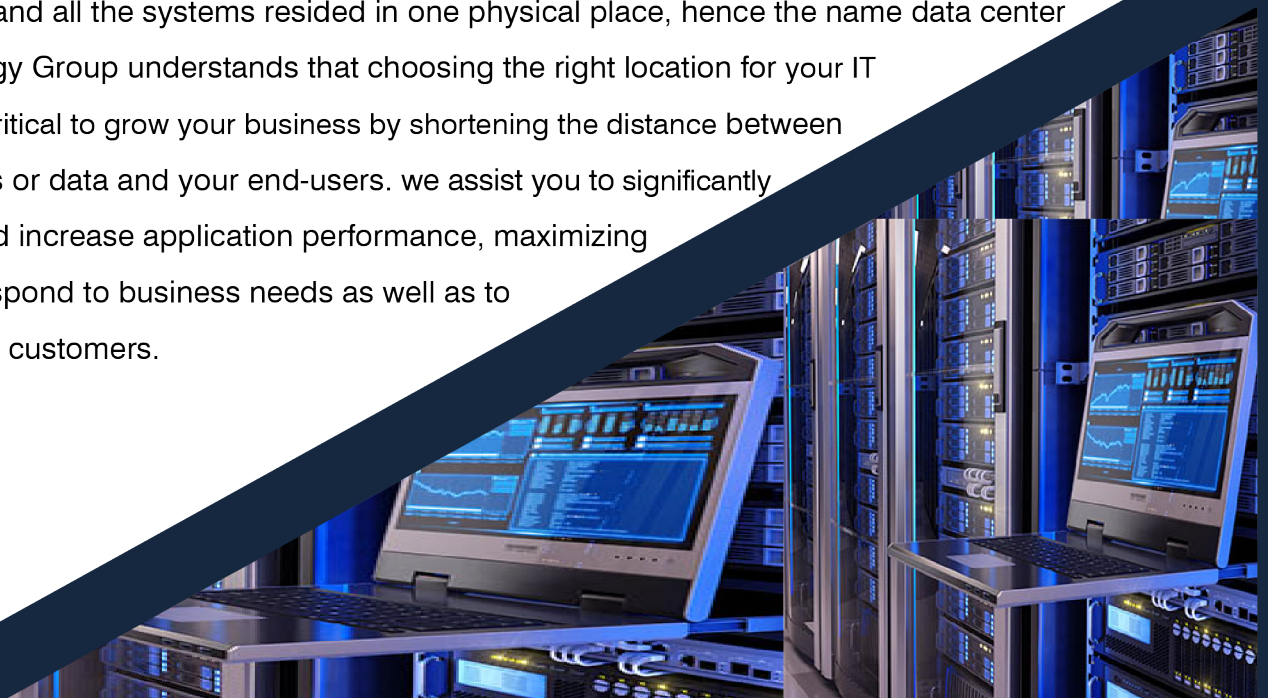 and all the systems resided in one physical place, hence the name data center
gy Group understands that choosing the right location for your IT
ritical to grow your business by shortening the distance between
s or data and your end-users. we assist you to significantly
d increase application performance, maximizing
spond to business needs as well as to
customers.